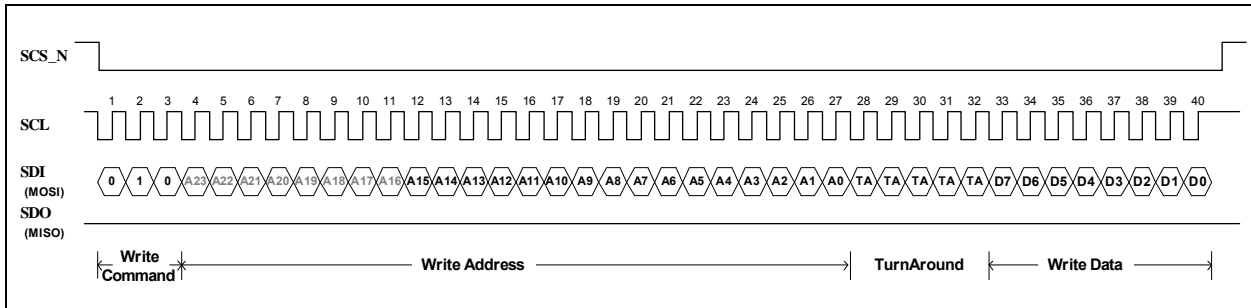 SCS_N
1 2 3 4 5 6 7 8 9 10 11 12 13 14 15 16 17 18 19 20 21 22 23 24 25 26 27 28 29 30 31 32 33 34 35 36 37 38 39 40
SCL
SDI
(MOSI)
0 1 0 A23 A22 A21 A20 A19 A18 A17 A16 A15 A14 A13 A12 A11 A10 A9 A8 A7 A6 A5 A4 A3 A2 A1 A0 TA TA TA TA TA D7 D6 D5 D4 D3 D2 D1 D0
SDO
(MISO)
Write
Command
Write Address
TurnAround
Write Data